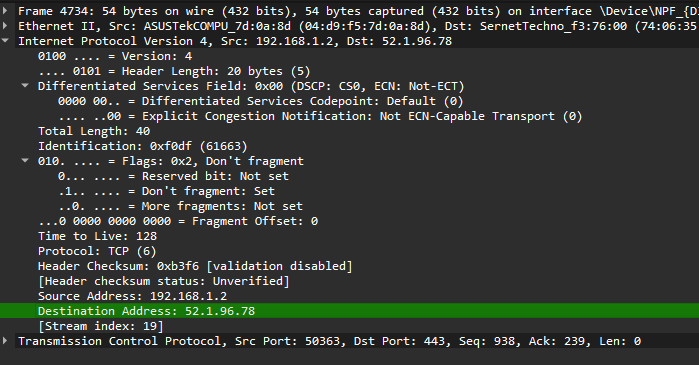 Frame 4734: 54 bytes on wire (432 bits), 54 bytes captured (432 bits) on interface \Device\NPF_{D
Ethernet II, Src: ASUSTekCOMPU_7d:0a:8d (04:d9:f5:7d:0a:8d), Dst: SernetTechno_f3:76:00 (74:06:35
Internet Protocol Version 4, Src: 192.168.1.2, Dst: 52.1.96.78
0100 .... = Version: 4
.... 0101 = Header Length: 20 bytes (5)
Differentiated Services Field: 0x00 (DSCP: CS0, ECN: Not-ECT)
0000 00.. = Differentiated Services Codepoint: Default (0)
.... ..00 = Explicit Congestion Notification: Not ECN-Capable Transport (0)
Total Length: 40
Identification: 0xf0df (61663)
010. .... = Flags: 0x2, Don't fragment
0... .... = Reserved bit: Not set
.1.. .... = Don't fragment: Set
..0. .... = More fragments: Not set
...0 0000 0000 0000 = Fragment Offset: 0
Time to Live: 128
Protocol: TCP (6)
Header Checksum: 0xb3f6 [validation disabled]
[Header checksum status: Unverified]
Source Address: 192.168.1.2
Destination Address: 52.1.96.78
[Stream index: 19]
Transmission Control Protocol, Src Port: 50363, Dst Port: 443, Seq: 938, Ack: 239, Len: 0